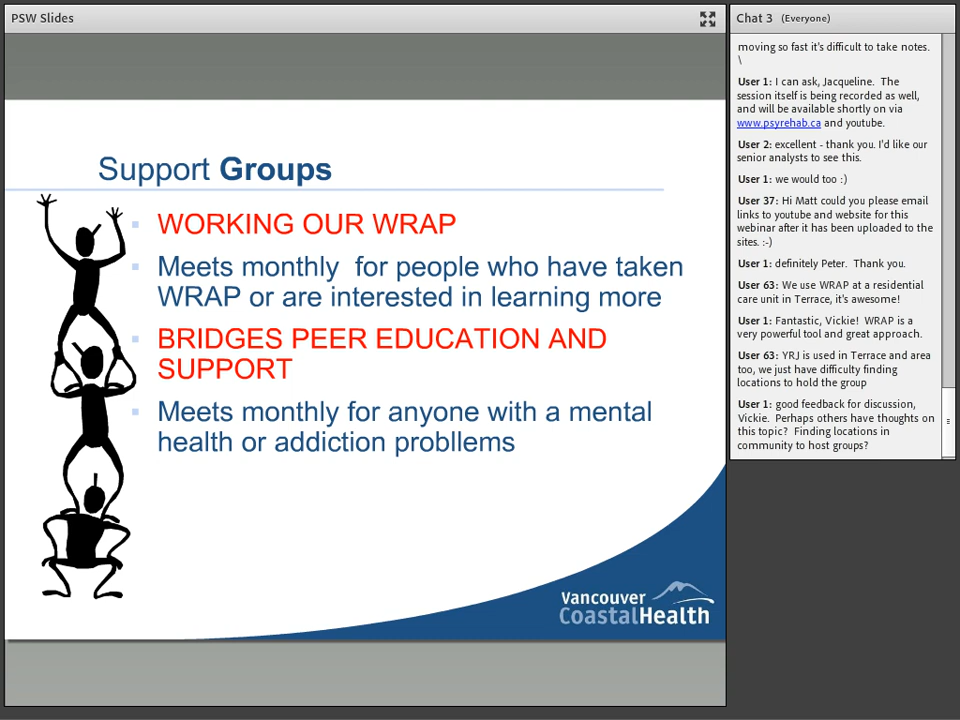 PSW Slides
Support Groups
WORKING OUR WRAP
Meets monthly for people who have taken
WRAP or are interested in learning more
BRIDGES PEER EDUCATION AND
SUPPORT
Meets monthly for anyone with a mental
health or addiction probllems
Vancouver
CoastalHealth
Chat 3 (Everyone)
moving so fast it's difficult to take notes.
\
User 1: I can ask, Jacqueline. The
session itself is being recorded as well,
and will be available shortly on via
www.psyrehab.ca and youtube.
User 2: excellent - thank you. I'd like our
senior analysts to see this.
User 1: we would too :)
User 37: Hi Matt could you please email
links to youtube and website for this
webinar after it has been uploaded to the
sites. :-)
User 1: definitely Peter. Thank you.
User 63: We use WRAP at a residential
care unit in Terrace, it's awesome!
User 1: Fantastic, Vickie! WRAP is a
very powerful tool and great approach.
User 63: YRJ is used in Terrace and area
too, we just have difficulty finding
locations to hold the group
User 1: good feedback for discussion,
Vickie. Perhaps others have thoughts on
this topic? Finding locations in
community to host groups?